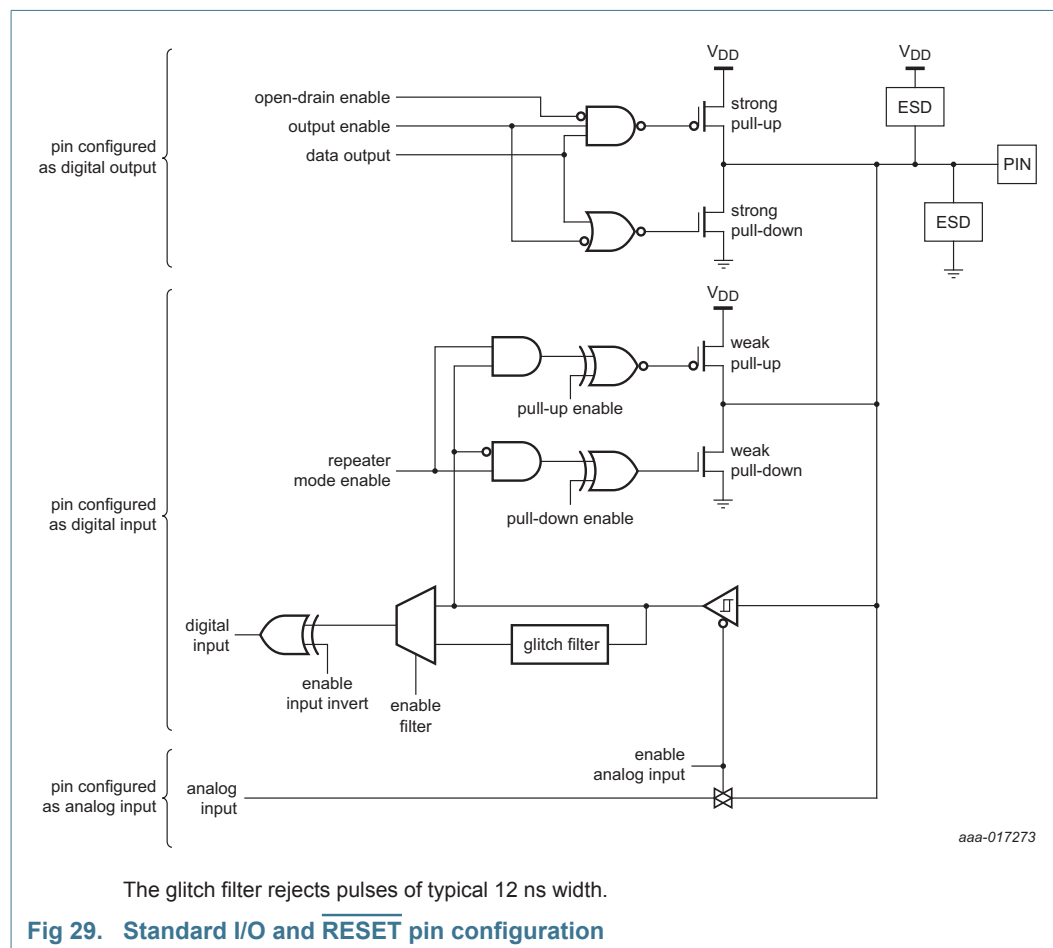 VDD
VDD
open-drain enable
output enable
data output
strong
pull-up
ESD
PIN
pin configured
as digital output
strong
pull-down
ESD
VDD
weak
pull-up
pull-up enable
repeater
mode enable
weak
pull-down
pull-down enable
pin configured
as digital input
digital
input
glitch filter
enable
input invert
enable
filter
enable
analog input
pin configured
as analog input
analog
input
aaa-017273
The glitch filter rejects pulses of typical 12 ns width.
Fig 29. Standard I/O and RESET pin configuration